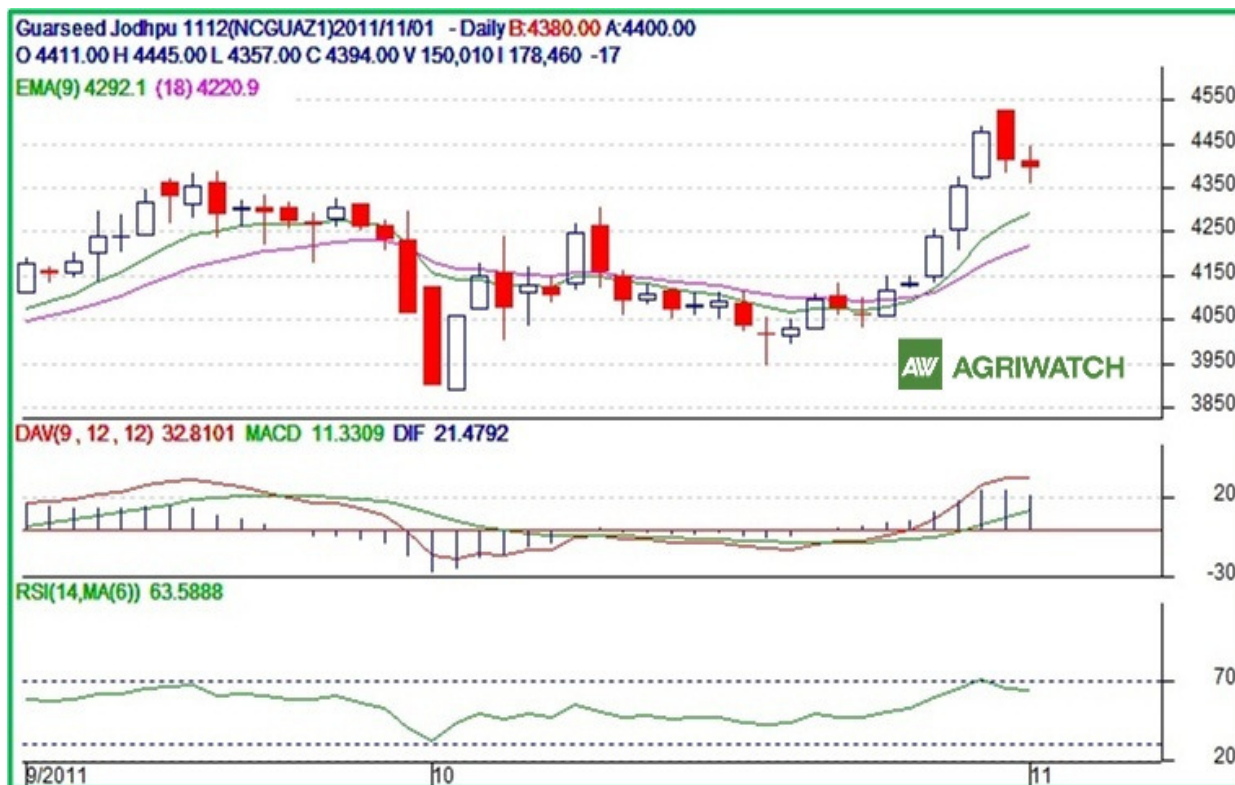 Guarseed Jodhpu 1112(NCGUAZ1)2011/11/01 - Daily B:4380.00 A:4400.00
O 4411.00 H 4445.00 L 4357.00 C 4394.00 V 150,010 I 178,460 -17
EMA(9) 4292.1 (18) 4220.9
4550
4450
4350
4250
4150
4050
3950
3850
AW AGRIWATCH
DAV(9 , 12 , 12) 32.8101 MACD 11.3309 DIF 21.4792
20
-30
RSI(14,MA(6)) 63.5888
70
20
9/2011 10 11